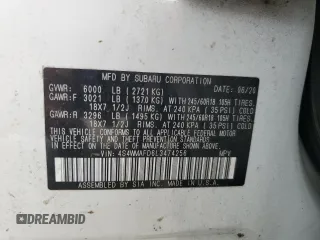 MFD BY SUBARU CORPORATION
DATE: 06/20
GVWR: 6000 LB (2721 KG)
GAWR:F 3021 LB (1370 KG) WITH 245/60R18 105H TIRES.
18X7.1/2J RIMS. AT 240 KPA (35 PSI) COLD.
GAWR:R 3296 LB (1495 KG) WITH 245/60R18 105H TIRES.
18X7.1/2J RIMS. AT 240 KPA (35 PSI) COLD.
THIS VEHICLE CONFORMS TO ALL APPLICABLE
FEDERAL MOTOR VEHICLE SAFETY AND BUMPER
STANDARDS IN EFFECT ON THE DATE OF
MANUFACTURE SHOWN ABOVE.
VIN: 4S4WMAFD6L3474256 MPV
ASSEMBLED BY SIA INC. MADE IN U.S.A.
© AutoBidMaster